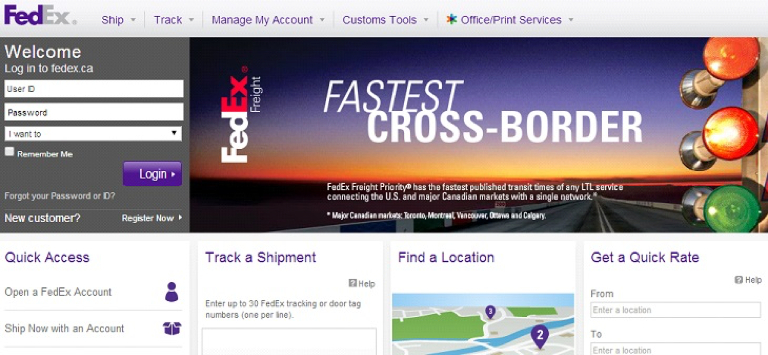 FedEx®
Ship Track Manage My Account Customs Tools Office/Print Services
Welcome
Log in to fedex.ca
User ID
Password
I want to
Remember Me
Login
Forgot your Password or ID?
New customer? Register Now
FedEx Freight
FASTEST
CROSS-BORDER
FedEx Freight Priority® has the fastest published transit times of any LTL service
connecting the U.S. and major Canadian markets with a single network.*
* Major Canadian markets: Toronto, Montreal, Vancouver, Ottawa and Calgary.
Quick Access
Open a FedEx Account
Ship Now with an Account
Track a Shipment
? Help
Enter up to 30 FedEx tracking or door tag
numbers (one per line).
Find a Location
3
2
Get a Quick Rate
? Help
From
Enter a location
To
Enter a location